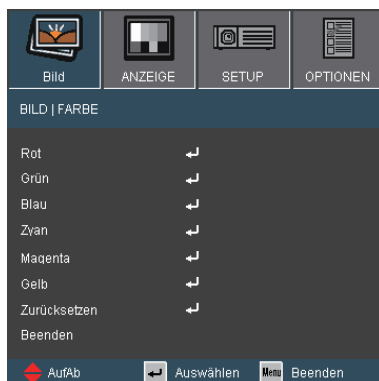 Bild ANZEIGE SETUP OPTIONEN
BILD | FARBE
Rot
Grün
Blau
Zyan
Magenta
Gelb
Zurücksetzen
Beenden
AufAb Auswählen Menu Beenden